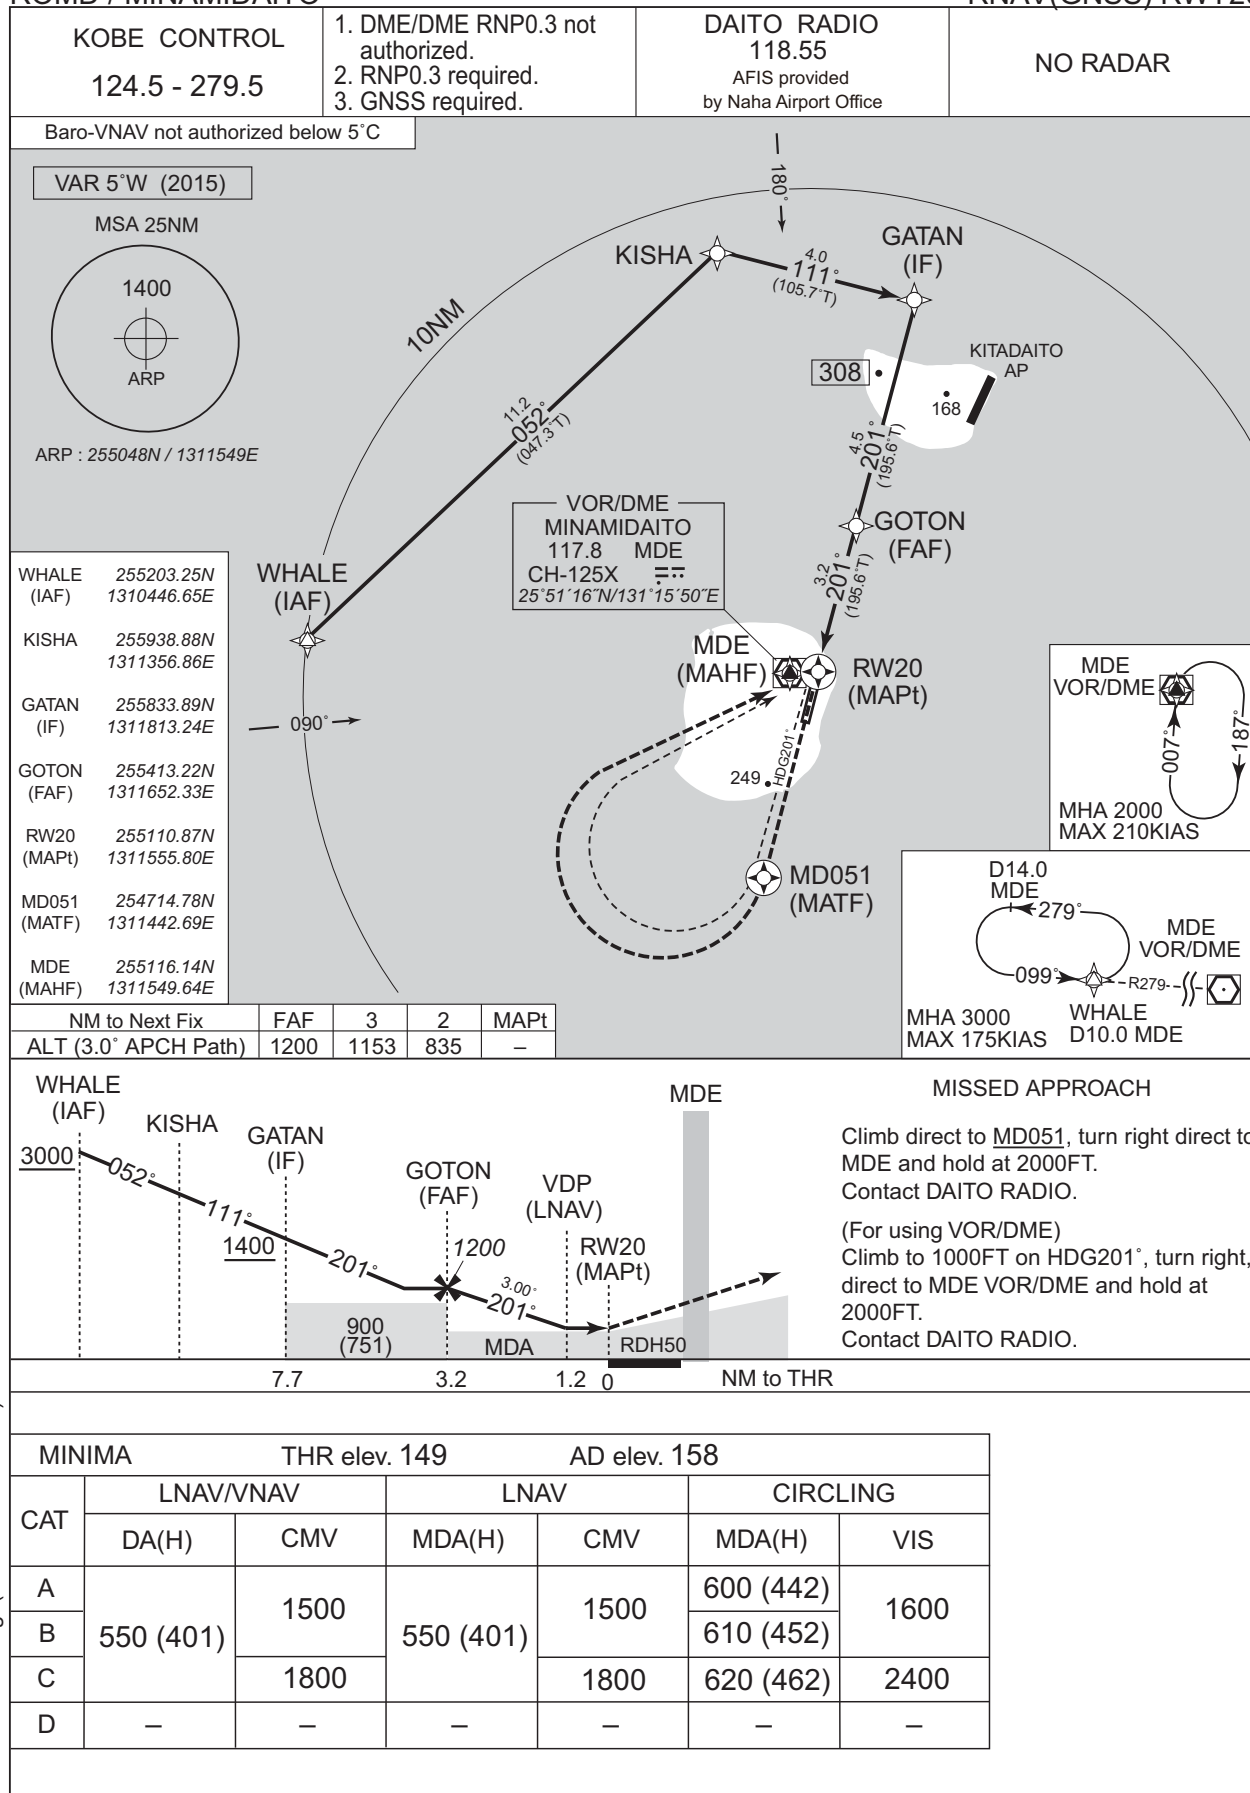 KOBE CONTROL
124.5 - 279.5
1. DME/DME RNP0.3 not
authorized.
2. RNP0.3 required.
3. GNSS required.
DAITO RADIO
118.55
AFIS provided
by Naha Airport Office
NO RADAR
Baro-VNAV not authorized below 5˚C
VAR 5˚W (2015)
MSA 25NM
1400
ARP
ARP : 255048N / 1311549E
180˚
10NM
KISHA
4.0
111˚
(105.7˚T)
GATAN
(IF)
KITADAITO
AP
308
168
11.2
052˚
(047.3˚T)
4.5
201˚
(195.6˚T)
VOR/DME
MINAMIDAITO
117.8 MDE
CH-125X
25˚51´16˝N/131˚15´50˝E
GOTON
(FAF)
3.2
201˚
(195.6˚T)
WHALE
(IAF)
090˚
MDE
(MAHF)
RW20
(MAPt)
HDG201˚
249
MD051
(MATF)
WHALE 255203.25N
(IAF) 1310446.65E
KISHA 255938.88N
1311356.86E
GATAN 255833.89N
(IF) 1311813.24E
GOTON 255413.22N
(FAF) 1311652.33E
RW20 255110.87N
(MAPt) 1311555.80E
MD051 254714.78N
(MATF) 1311442.69E
MDE 255116.14N
(MAHF) 1311549.64E
MDE
VOR/DME
007˚
187˚
MHA 2000
MAX 210KIAS
D14.0
MDE
279˚
099˚
MDE
VOR/DME
R279
WHALE
D10.0 MDE
MHA 3000
MAX 175KIAS
NM to Next Fix FAF 3 2 MAPt
ALT (3.0˚ APCH Path) 1200 1153 835 –
WHALE
(IAF)
KISHA
GATAN
(IF)
GOTON
(FAF)
VDP
(LNAV)
RW20
(MAPt)
MDE
3000
052˚
111˚
1400
201˚
1200
3.00˚
201˚
900
(751)
MDA
RDH50
7.7 3.2 1.2 0 NM to THR
MISSED APPROACH
Climb direct to MD051, turn right direct to
MDE and hold at 2000FT.
Contact DAITO RADIO.
(For using VOR/DME)
Climb to 1000FT on HDG201˚, turn right,
direct to MDE VOR/DME and hold at
2000FT.
Contact DAITO RADIO.
MINIMA THR elev. 149 AD elev. 158
CAT LNAV/VNAV LNAV CIRCLING
DA(H) CMV MDA(H) CMV MDA(H) VIS
A 550 (401) 1500 550 (401) 1500 600 (442) 1600
B 610 (452)
C 1800 1800 620 (462) 2400
D – – – – – –